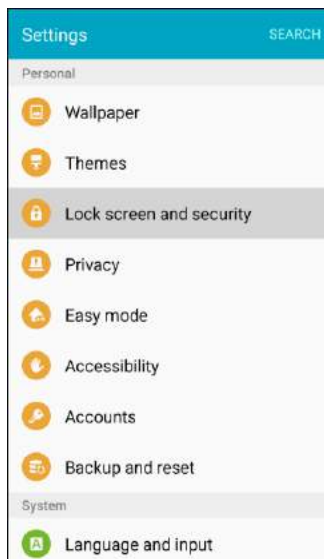 Settings SEARCH
Personal
Wallpaper
Themes
Lock screen and security
Privacy
Easy mode
Accessibility
Accounts
Backup and reset
System
A Language and input